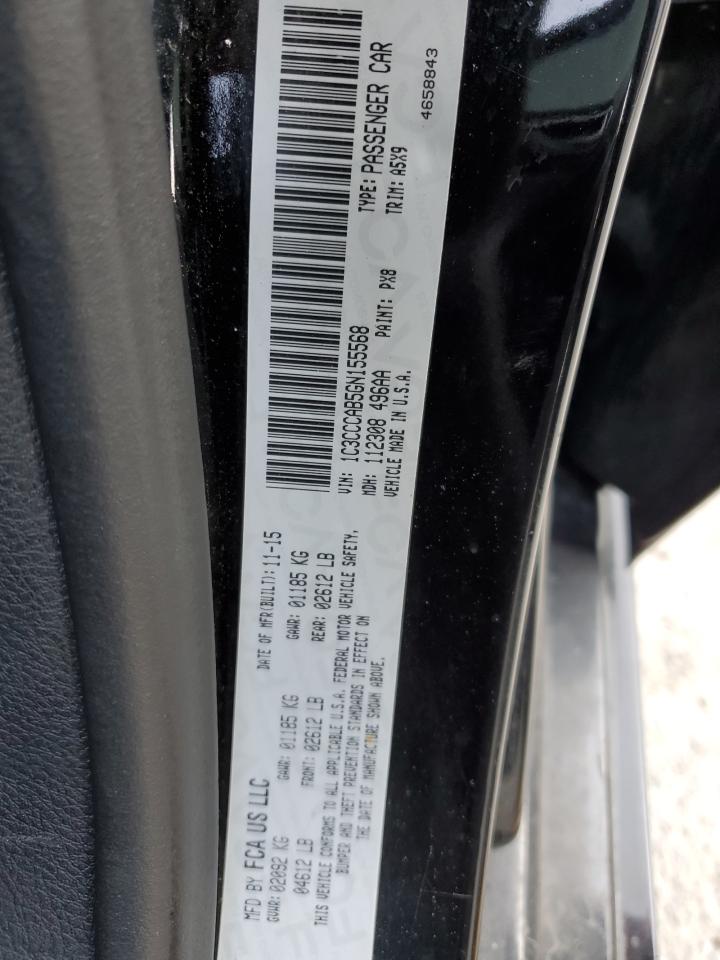 MFD BY FCA US LLC
DATE OF MFR(BUILT): 11-15
GVWR: 02092 KG
GAWR: 01185 KG
GAWR: 01185 KG
04612 LB
FRONT: 02612 LB
REAR: 02612 LB
THIS VEHICLE CONFORMS TO ALL APPLICABLE U.S.A. FEDERAL MOTOR VEHICLE SAFETY,
BUMPER AND THEFT PREVENTION STANDARDS IN EFFECT ON
THE DATE OF MANUFACTURE SHOWN ABOVE.
VIN: 1C3CCCAB5GN155568
TYPE: PASSENGER CAR
MDH: 112308 496AA
PAINT: PX8
TRIM: A5X9
VEHICLE MADE IN U.S.A.
4658843